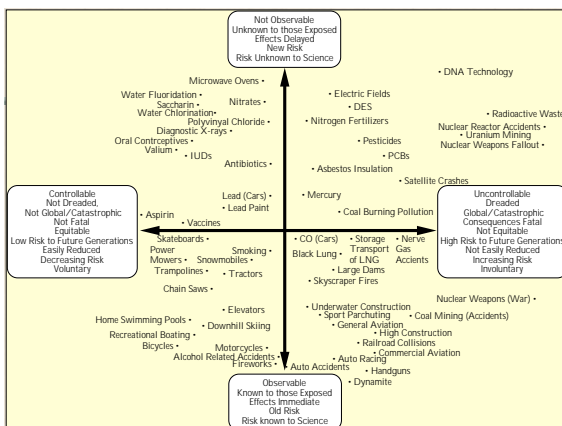 Not Observable
Unknown to those Exposed
Effects Delayed
New Risk
Risk Unknown to Science
Microwave Ovens
Water Fluoridation
Saccharin
Nitrates
Water Chlorination
Polyvinyal Chloride
Diagnostic X-rays
Oral Contrceptives
Valium
IUDs
Antibiotics
Lead (Cars)
Lead Paint
Aspirin
Vaccines
DNA Technology
Electric Fields
DES
Radioactive Waste
Nitrogen Fertilizers
Nuclear Reactor Accidents
Uranium Mining
Pesticides
Nuclear Weapons Fallout
PCBs
Asbestos Insulation
Satellite Crashes
Mercury
Coal Burning Pollution
Controllable
Not Dreaded,
Not Global/Catastrophic
Not Fatal
Equitable
Low Risk to Future Generations
Easily Reduced
Decreasing Risk
Voluntary
Uncontrollable
Dreaded
Global/Catastrophic
Consequences Fatal
Not Equitable
High Risk to Future Generations
Not Easily Reduced
Increasing Risk
Involuntary
Skateboards
Power
Mowers
Smoking
Snowmobiles
Trampolines
Tractors
Chain Saws
Elevators
Home Swimming Pools
Downhill Skiing
Recreational Boating
Bicycles
Motorcycles
Alcohol Related Accidents
Fireworks
CO (Cars)
Storage
Transport
of LNG
Nerve
Gas
Accients
Black Lung
Large Dams
Skyscraper Fires
Nuclear Weapons (War)
Underwater Construction
Sport Parchuting
Coal Mining (Accidents)
General Aviation
High Construction
Railroad Collisions
Commercial Aviation
Auto Racing
Auto Accidents
Handguns
Dynamite
Observable
Known to those Exposed
Effects Immediate
Old Risk
Risk known to Science